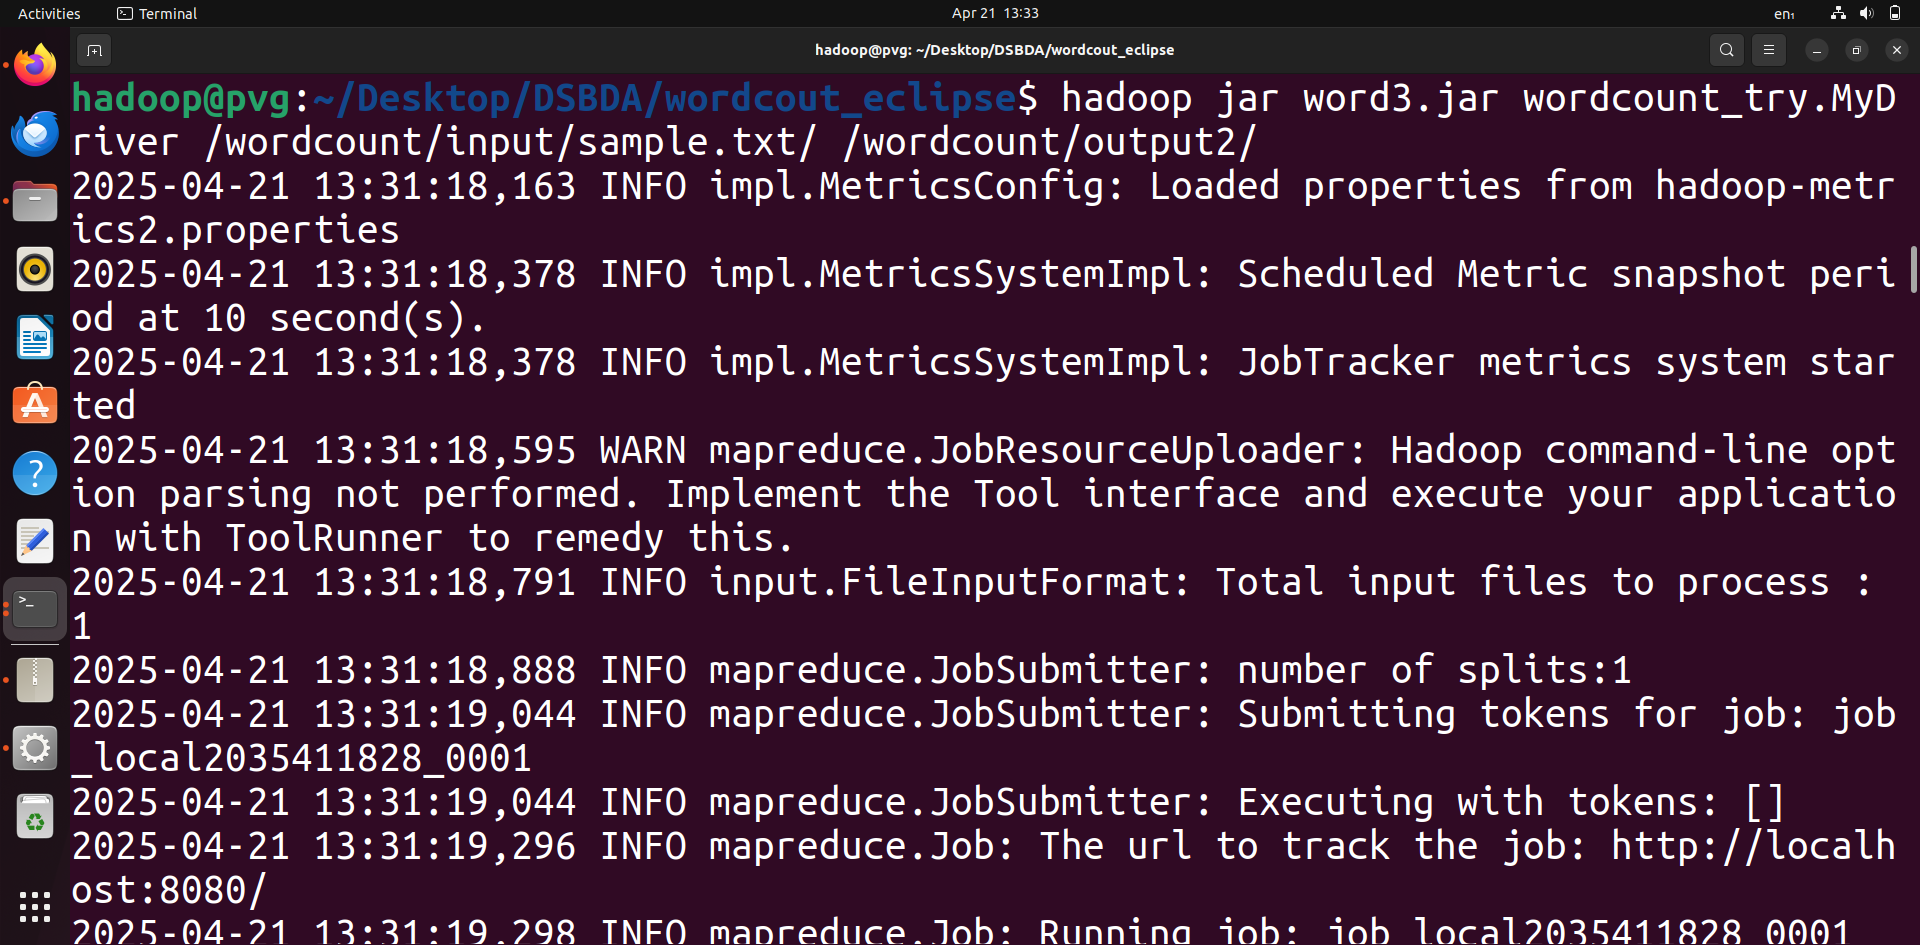 Activities Terminal Apr 21 13:33 en₁
hadoop@pvg: ~/Desktop/DSBDA/wordcout_eclipse
hadoop@pvg:~/Desktop/DSBDA/wordcout_eclipse$ hadoop jar word3.jar wordcount_try.MyD
river /wordcount/input/sample.txt/ /wordcount/output2/
2025-04-21 13:31:18,163 INFO impl.MetricsConfig: Loaded properties from hadoop-metr
ics2.properties
2025-04-21 13:31:18,378 INFO impl.MetricsSystemImpl: Scheduled Metric snapshot peri
od at 10 second(s).
2025-04-21 13:31:18,378 INFO impl.MetricsSystemImpl: JobTracker metrics system star
ted
2025-04-21 13:31:18,595 WARN mapreduce.JobResourceUploader: Hadoop command-line opt
ion parsing not performed. Implement the Tool interface and execute your applicatio
n with ToolRunner to remedy this.
2025-04-21 13:31:18,791 INFO input.FileInputFormat: Total input files to process :
1
2025-04-21 13:31:18,888 INFO mapreduce.JobSubmitter: number of splits:1
2025-04-21 13:31:19,044 INFO mapreduce.JobSubmitter: Submitting tokens for job: job
_local2035411828_0001
2025-04-21 13:31:19,044 INFO mapreduce.JobSubmitter: Executing with tokens: []
2025-04-21 13:31:19,296 INFO mapreduce.Job: The url to track the job: http://localh
ost:8080/
2025-04-21 13:31:19,298 INFO mapreduce.Job: Running job: job_local2035411828_0001